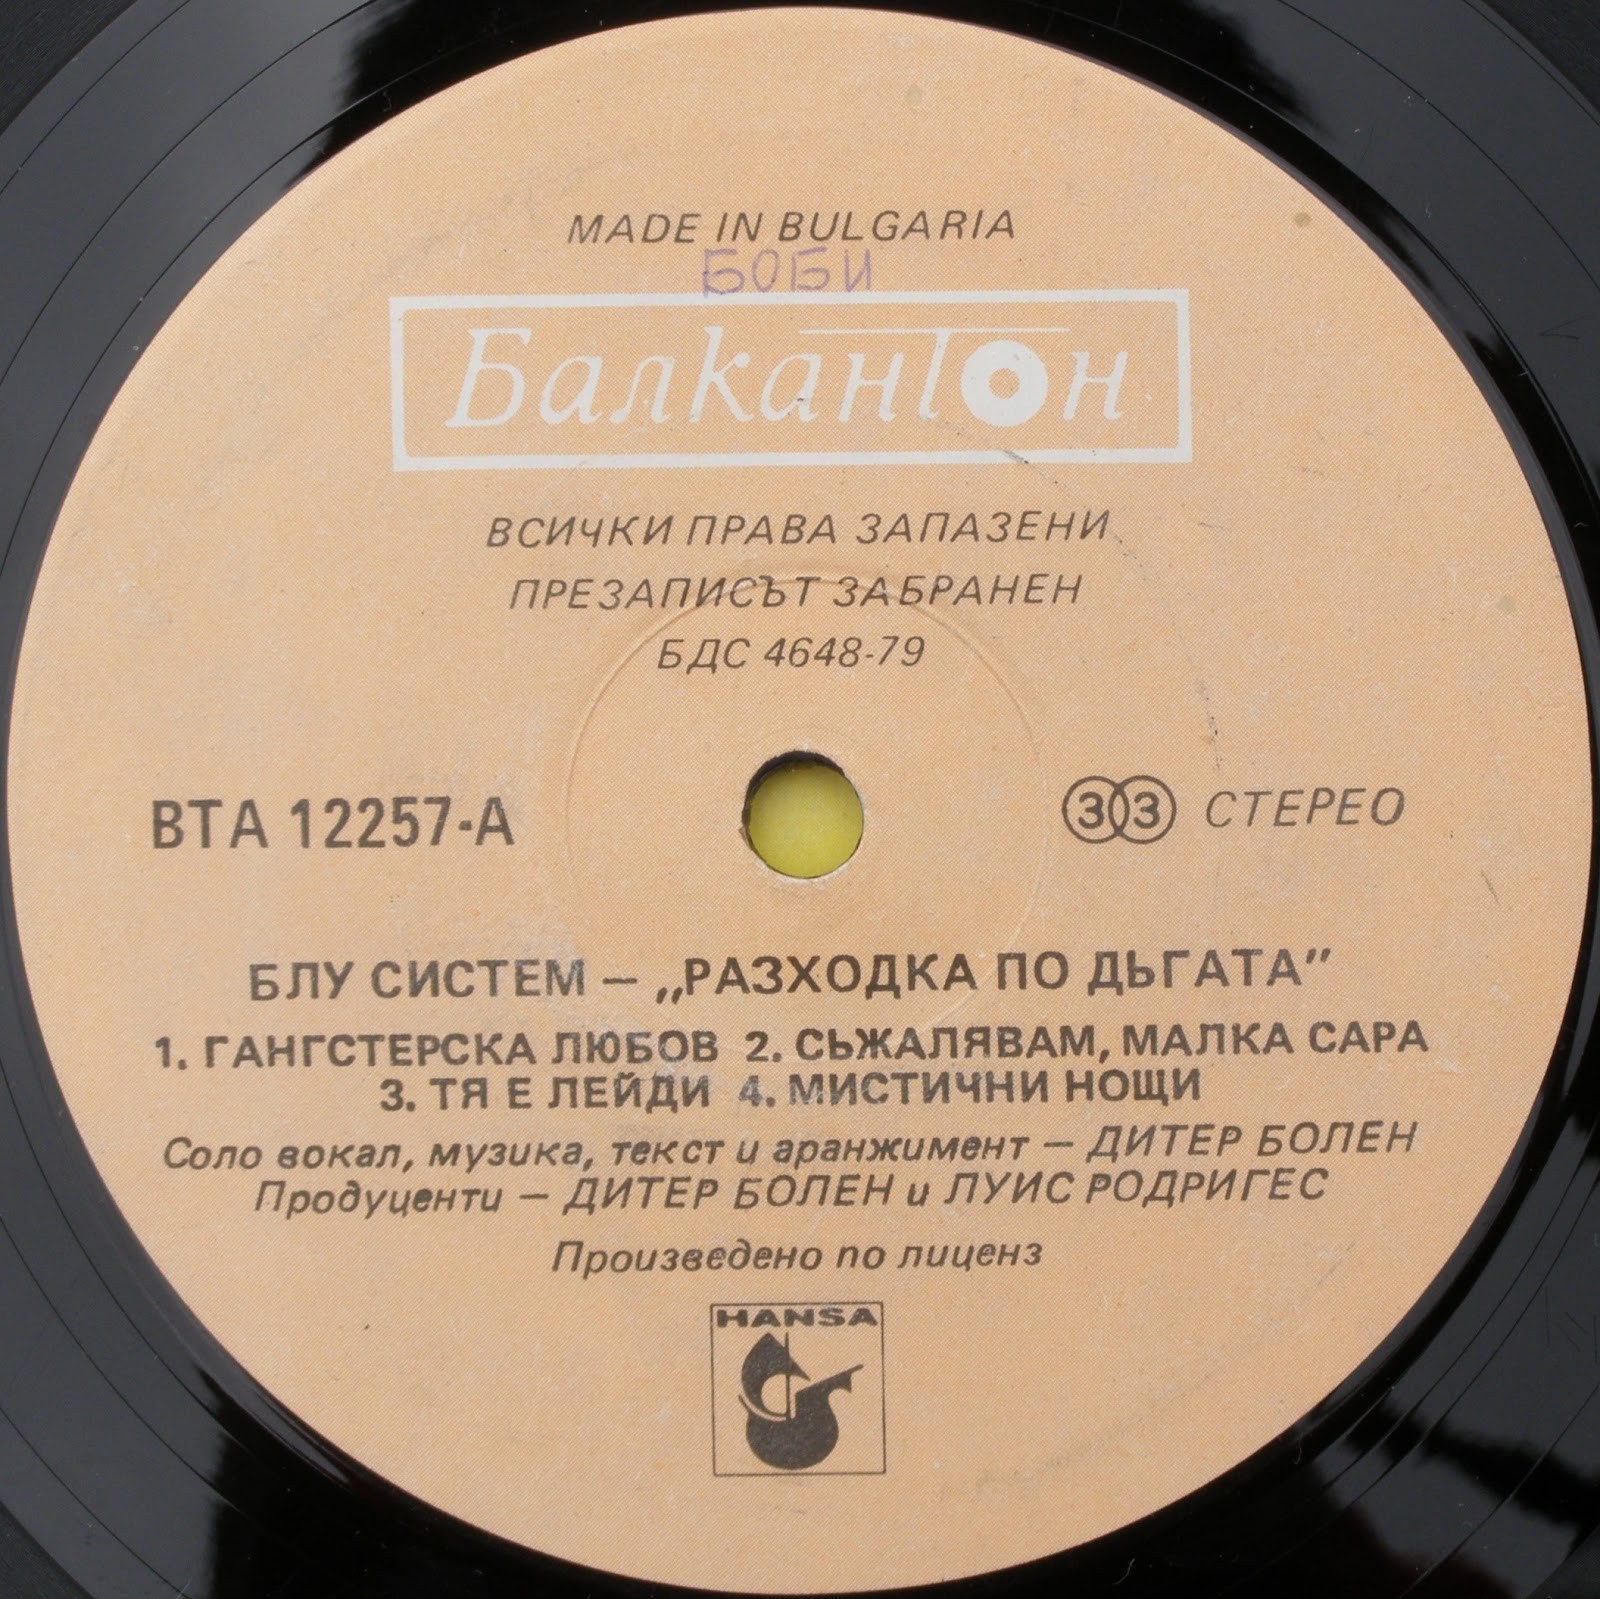 MADE IN BULGARIA
БОБИ
Балкантон
ВСИЧКИ ПРАВА ЗАПАЗЕНИ
ПРЕЗАПИСЪТ ЗАБРАНЕН
БДС 4648-79
ВТА 12257-А
33 СТЕРЕО
БЛУ СИСТЕМ – „РАЗХОДКА ПО ДЬГАТА”
1. ГАНГСТЕРСКА ЛЮБОВ 2. СЬЖАЛЯВАМ, МАЛКА САРА
3. ТЯ Е ЛЕЙДИ 4. МИСТИЧНИ НОЩИ
Соло вокал, музика, текст и аранжимент – ДИТЕР БОЛЕН
Продуценти – ДИТЕР БОЛЕН и ЛУИС РОДРИГЕС
Произведено по лиценз
HANSA